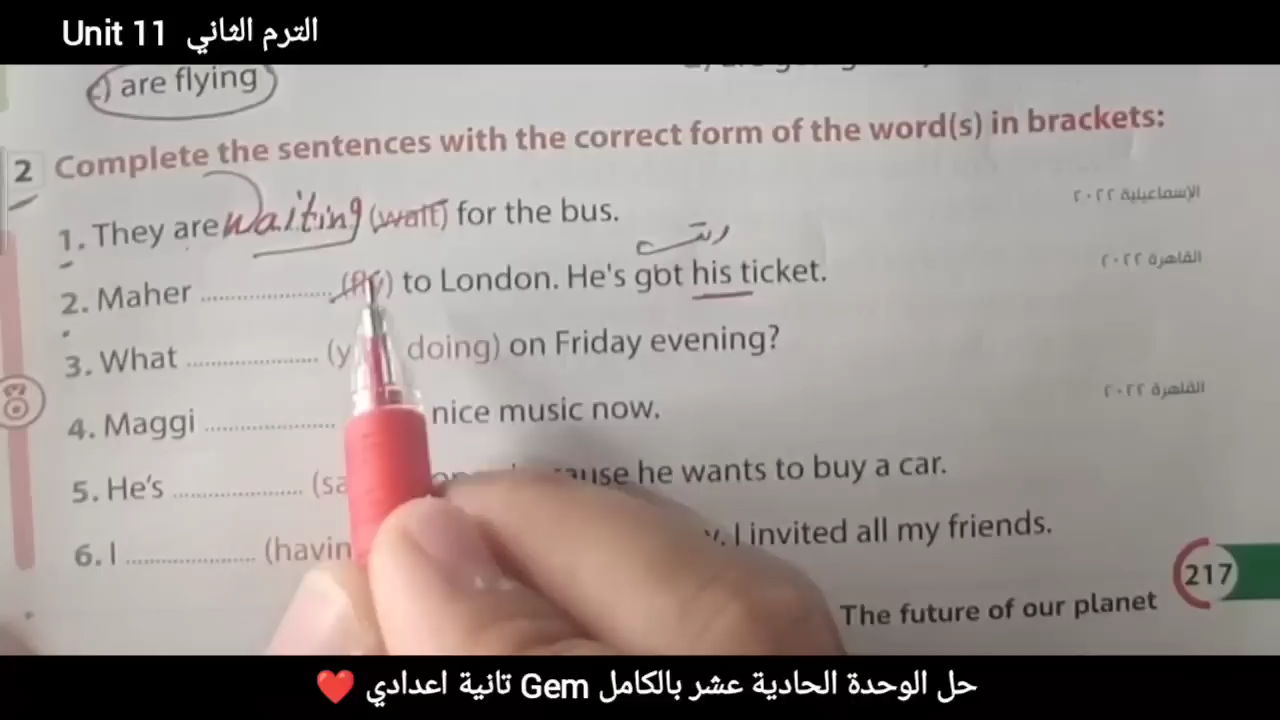 Unit 11 الترم الثاني
c) are flying
2 Complete the sentences with the correct form of the word(s) in brackets:
1. They are waiting (wait) for the bus. الإسماعيلية ٢٠٢٢
رتب
2. Maher .................... (fly) to London. He's got his ticket. القاهرة ٢٠٢٢
3. What .................... doing) on Friday evening?
4. Maggi .................... nice music now. القاهرة ٢٠٢٢
5. He's .................... he wants to buy a car.
6. I .................... I invited all my friends.
217
The future of our planet
حل الوحدة الحادية عشر بالكامل Gem تانية اعدادي ❤️